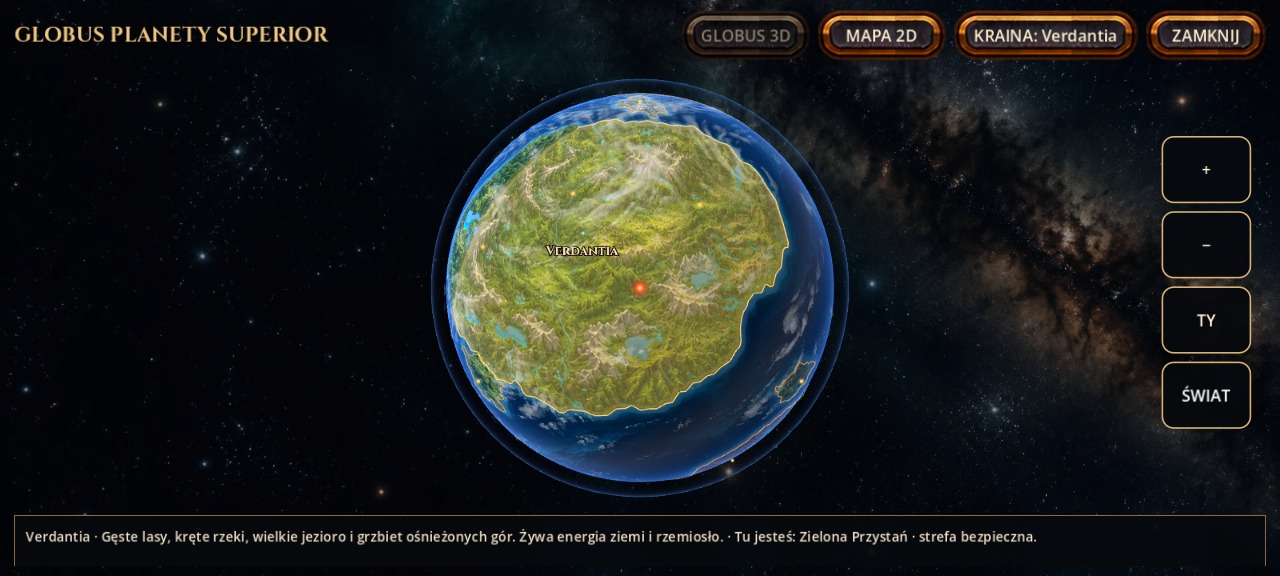 GLOBUS PLANETY SUPERIOR
GLOBUS 3D
MAPA 2D
KRAINA: Verdantia
ZAMKNIJ
+
−
TY
ŚWIAT
VERDANTIA
Verdantia · Gęste lasy, kręte rzeki, wielkie jezioro i grzbiet ośnieżonych gór. Żywa energia ziemi i rzemiosło. · Tu jesteś: Zielona Przystań · strefa bezpieczna.